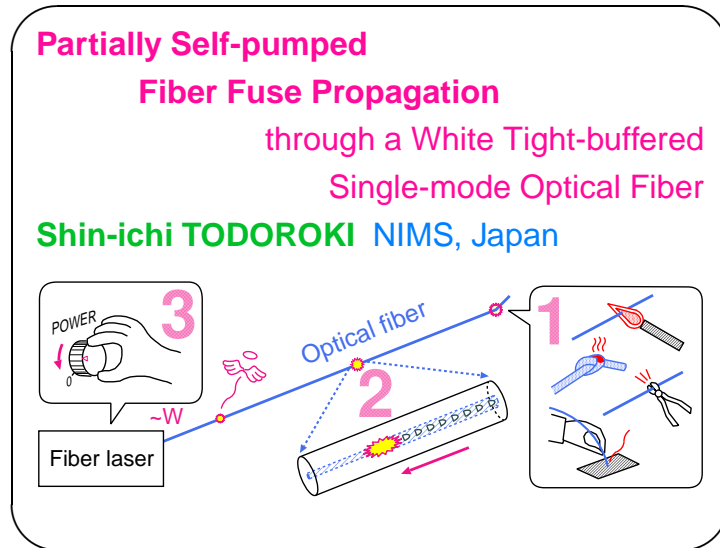 Partially Self-pumped
Fiber Fuse Propagation
through a White Tight-buffered
Single-mode Optical Fiber
Shin-ichi TODOROKI NIMS, Japan
3
POWER
0
Optical fiber
1
2
~W
Fiber laser